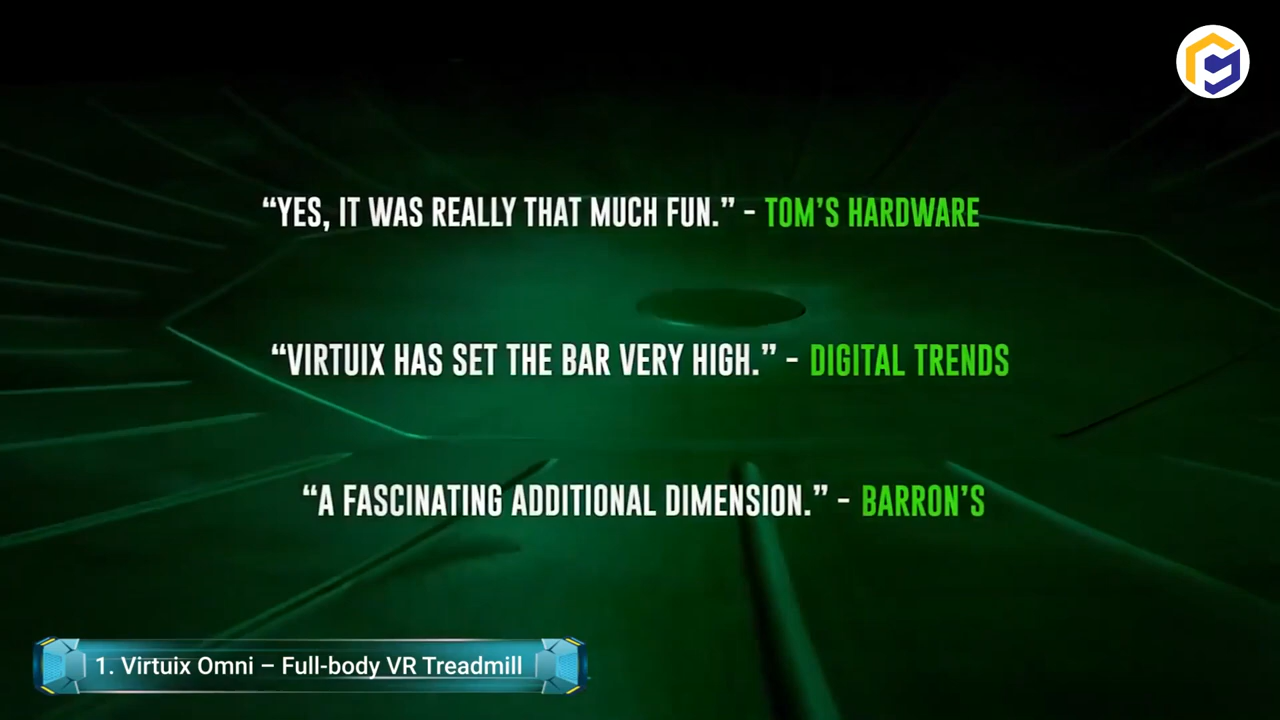 “YES, IT WAS REALLY THAT MUCH FUN.” – TOM’S HARDWARE
“VIRTUIX HAS SET THE BAR VERY HIGH.” – DIGITAL TRENDS
“A FASCINATING ADDITIONAL DIMENSION.” – BARRON’S
1. Virtuix Omni – Full-body VR Treadmill